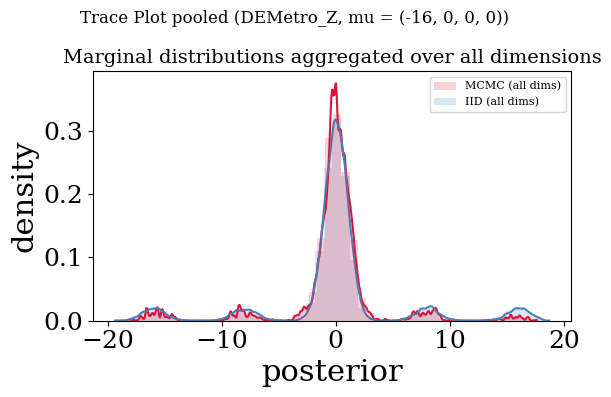 Trace Plot pooled (DEMetro_Z, mu = (-16, 0, 0, 0))
Marginal distributions aggregated over all dimensions
MCMC (all dims)
IID (all dims)
density
0.3
0.2
0.1
0.0
−20
−10
0
10
20
posterior